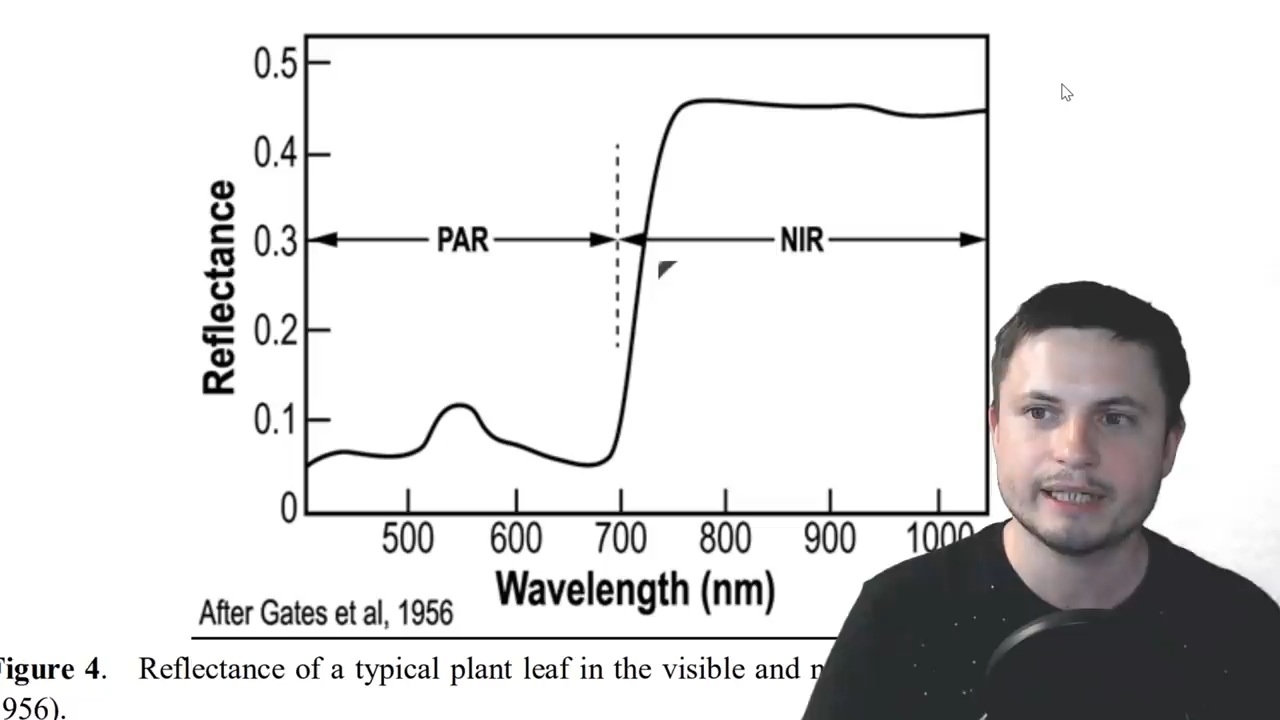 0.5
0.4
0.3
0.2
0.1
0
Reflectance
PAR
NIR
500 600 700 800 900 1000
Wavelength (nm)
After Gates et al, 1956
Figure 4. Reflectance of a typical plant leaf in the visible and
956).